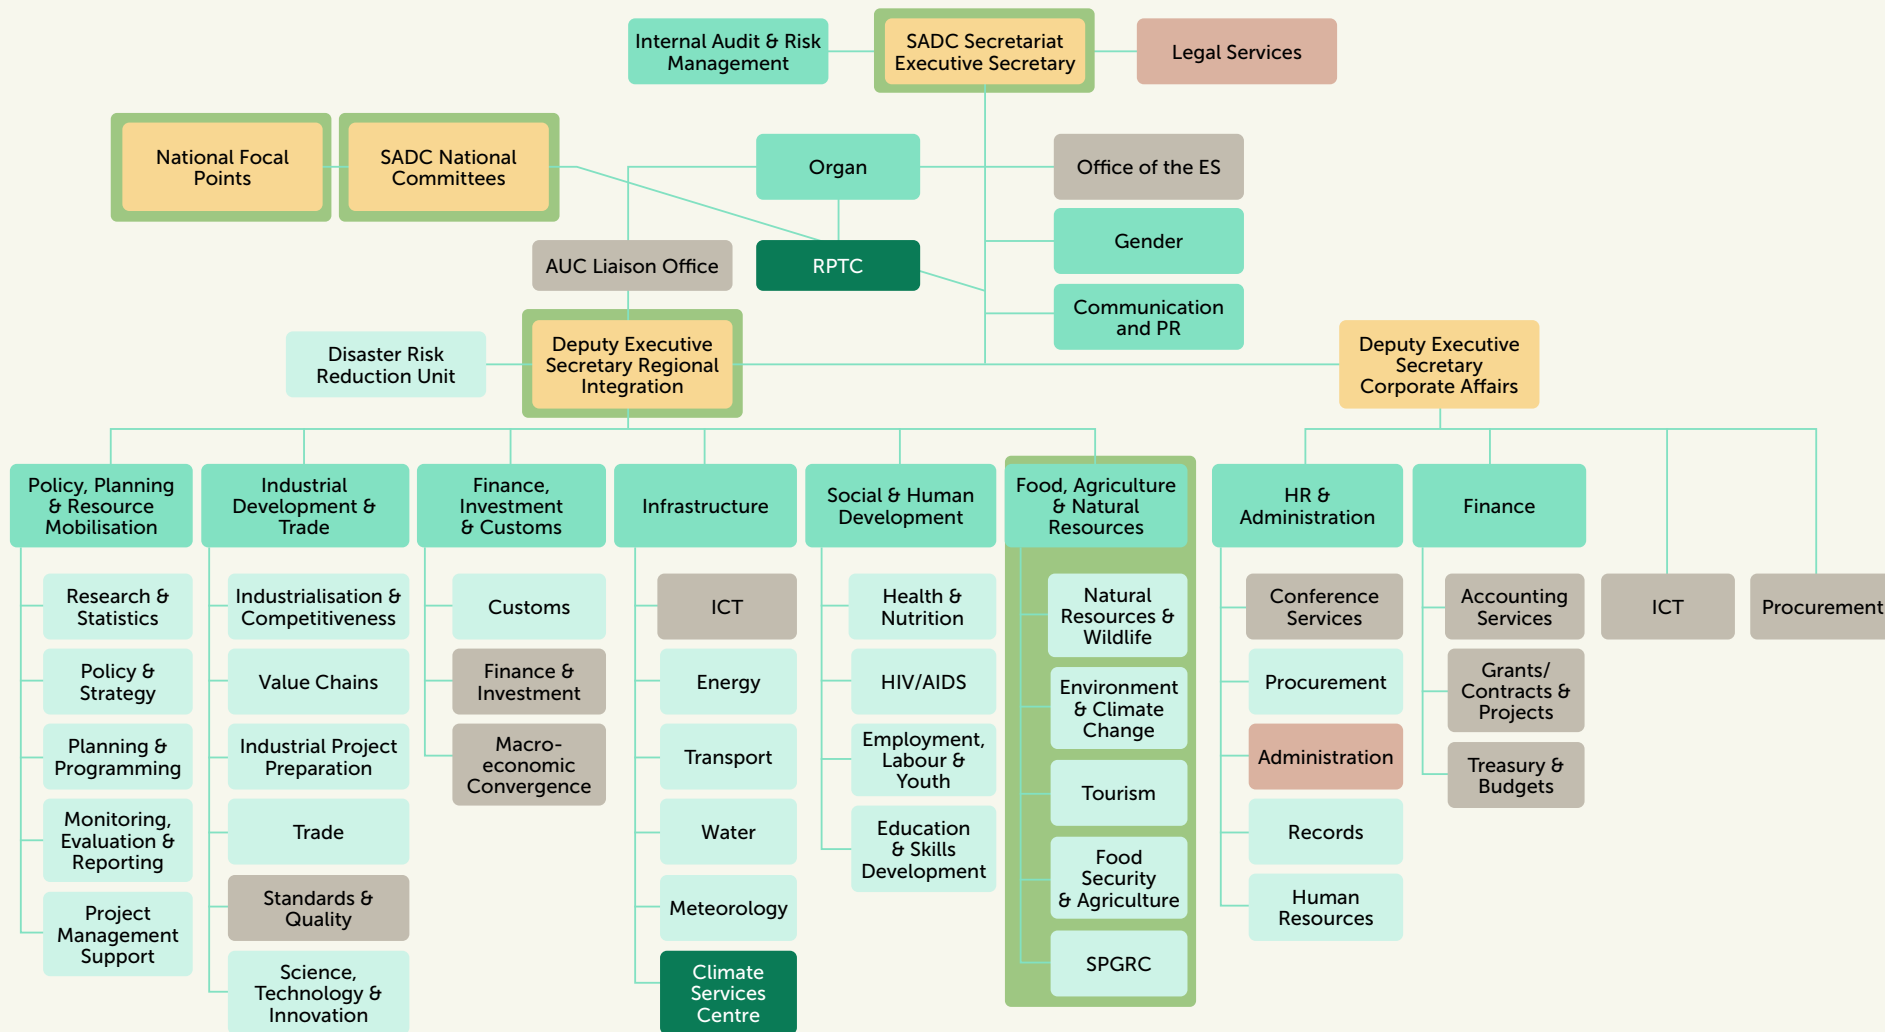 Internal Audit & Risk
Management
SADC Secretariat
Executive Secretary
Legal Services
National Focal
Points
SADC National
Committees
Organ
Office of the ES
Gender
AUC Liaison Office
RPTC
Communication
and PR
Disaster Risk
Reduction Unit
Deputy Executive
Secretary Regional
Integration
Deputy Executive
Secretary
Corporate Affairs
Policy, Planning
& Resource
Mobilisation
Industrial
Development &
Trade
Finance,
Investment
& Customs
Infrastructure
Social & Human
Development
Food, Agriculture
& Natural
Resources
HR &
Administration
Finance
Research &
Statistics
Policy &
Strategy
Planning &
Programming
Monitoring,
Evaluation &
Reporting
Project
Management
Support
Industrialisation &
Competitiveness
Value Chains
Industrial Project
Preparation
Trade
Standards &
Quality
Science,
Technology &
Innovation
Customs
Finance &
Investment
Macro-
economic
Convergence
ICT
Energy
Transport
Water
Meteorology
Climate
Services
Centre
Health &
Nutrition
HIV/AIDS
Employment,
Labour &
Youth
Education
& Skills
Development
Natural
Resources &
Wildlife
Environment
& Climate
Change
Tourism
Food
Security
& Agriculture
SPGRC
Conference
Services
Procurement
Administration
Records
Human
Resources
Accounting
Services
Grants/
Contracts &
Projects
Treasury &
Budgets
ICT
Procurement